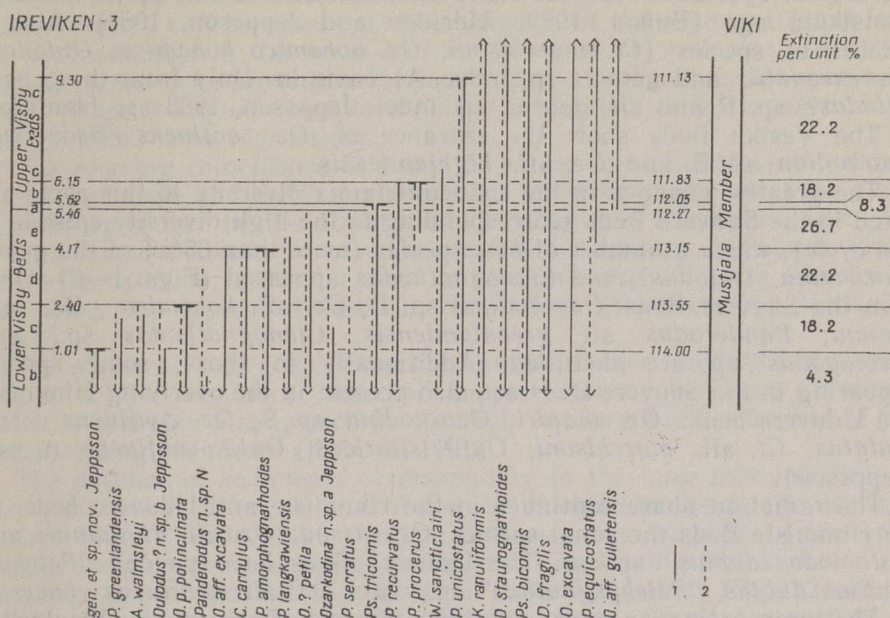 IREVIKEN-3
VIKI
Extinction
per unit %
Upper Visby
Beds
Lower Visby Beds
c
c
b
a
e
d
c
b
9.30
6.15
5.62
5.46
4.17
2.40
1.01
111.13
111.83
112.05
112.27
113.15
113.55
114.00
Mustjala Member
22.2
18.2
8.3
26.7
22.2
18.2
4.3
gen. et sp. nov. Jeppsson
P. greenlandensis
A. walliseri
Dulodus? n. sp. b. Jeppsson
O. p. polinclinata
Panderodus n. sp. N
O. aff. excavata
C. carnulus
P. amorphognathoides
P. langkawiensis
O. ? petila
Ozarkodina n. sp. a Jeppsson
P. serratus
Ps. tricornis
P. recurvatus
P. procerus
W. sancticlairi
P. unicostatus
K. ranuliformis
D. staurognathoides
Ps. bicornis
D. fragilis
O. excavata
P. equicostatus
O. aff. gulletensis
2